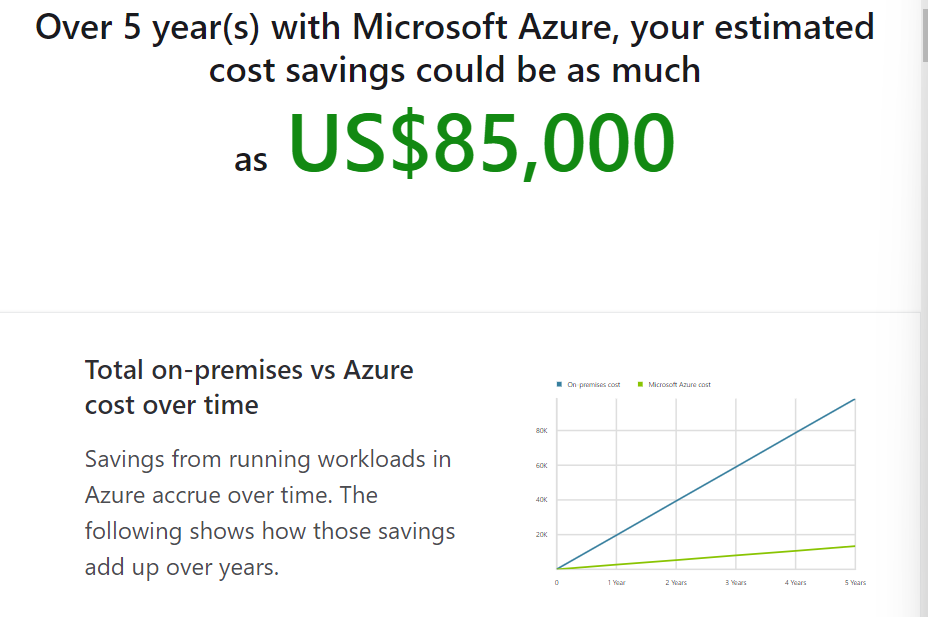 Over 5 year(s) with Microsoft Azure, your estimated
cost savings could be as much
as US$85,000
Total on-premises vs Azure
cost over time
Savings from running workloads in
Azure accrue over time. The
following shows how those savings
add up over years.
On-premises cost Microsoft Azure cost
80K
60K
40K
20K
0 1 Year 2 Years 3 Years 4 Years 5 Years